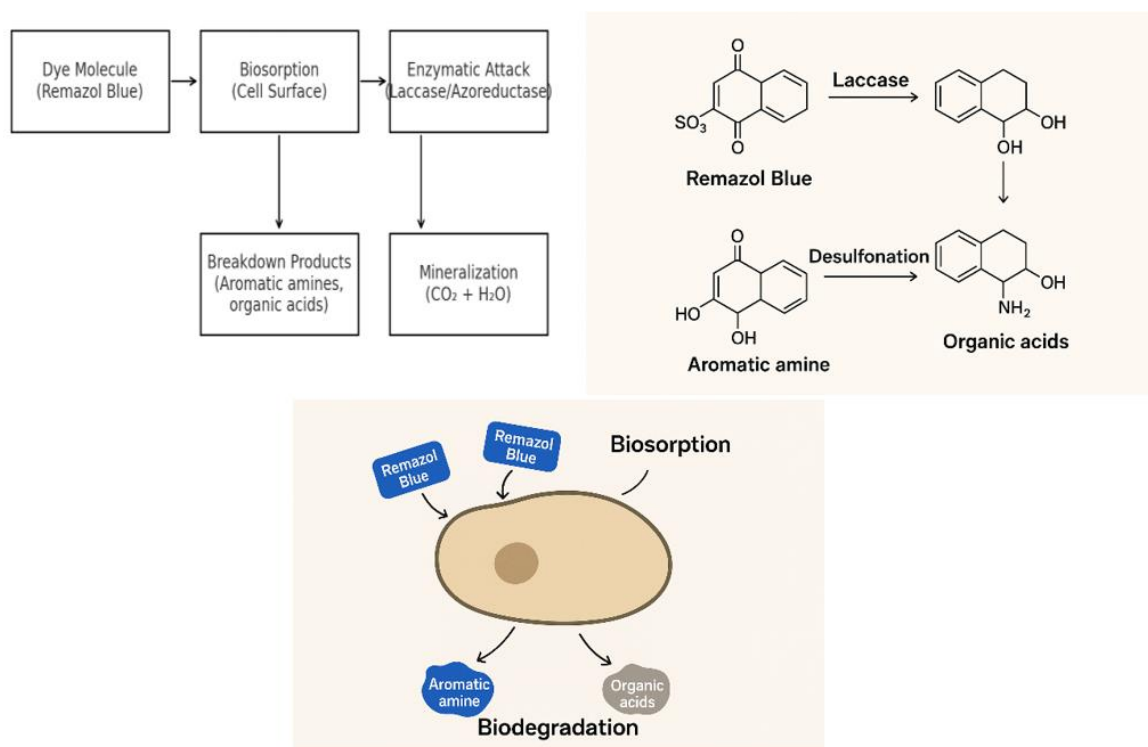 Dye Molecule
(Remazol Blue)
Biosorption
(Cell Surface)
Enzymatic Attack
(Laccase/Azoreductase)
Breakdown Products
(Aromatic amines,
organic acids)
Mineralization
(CO₂ + H₂O)
O
SO₃
O
Remazol Blue
Laccase
OH
OH
O
HO
OH
Aromatic amine
Desulfonation
OH
NH₂
Organic acids
Remazol
Blue
Remazol
Blue
Biosorption
Aromatic
amine
Organic
acids
Biodegradation